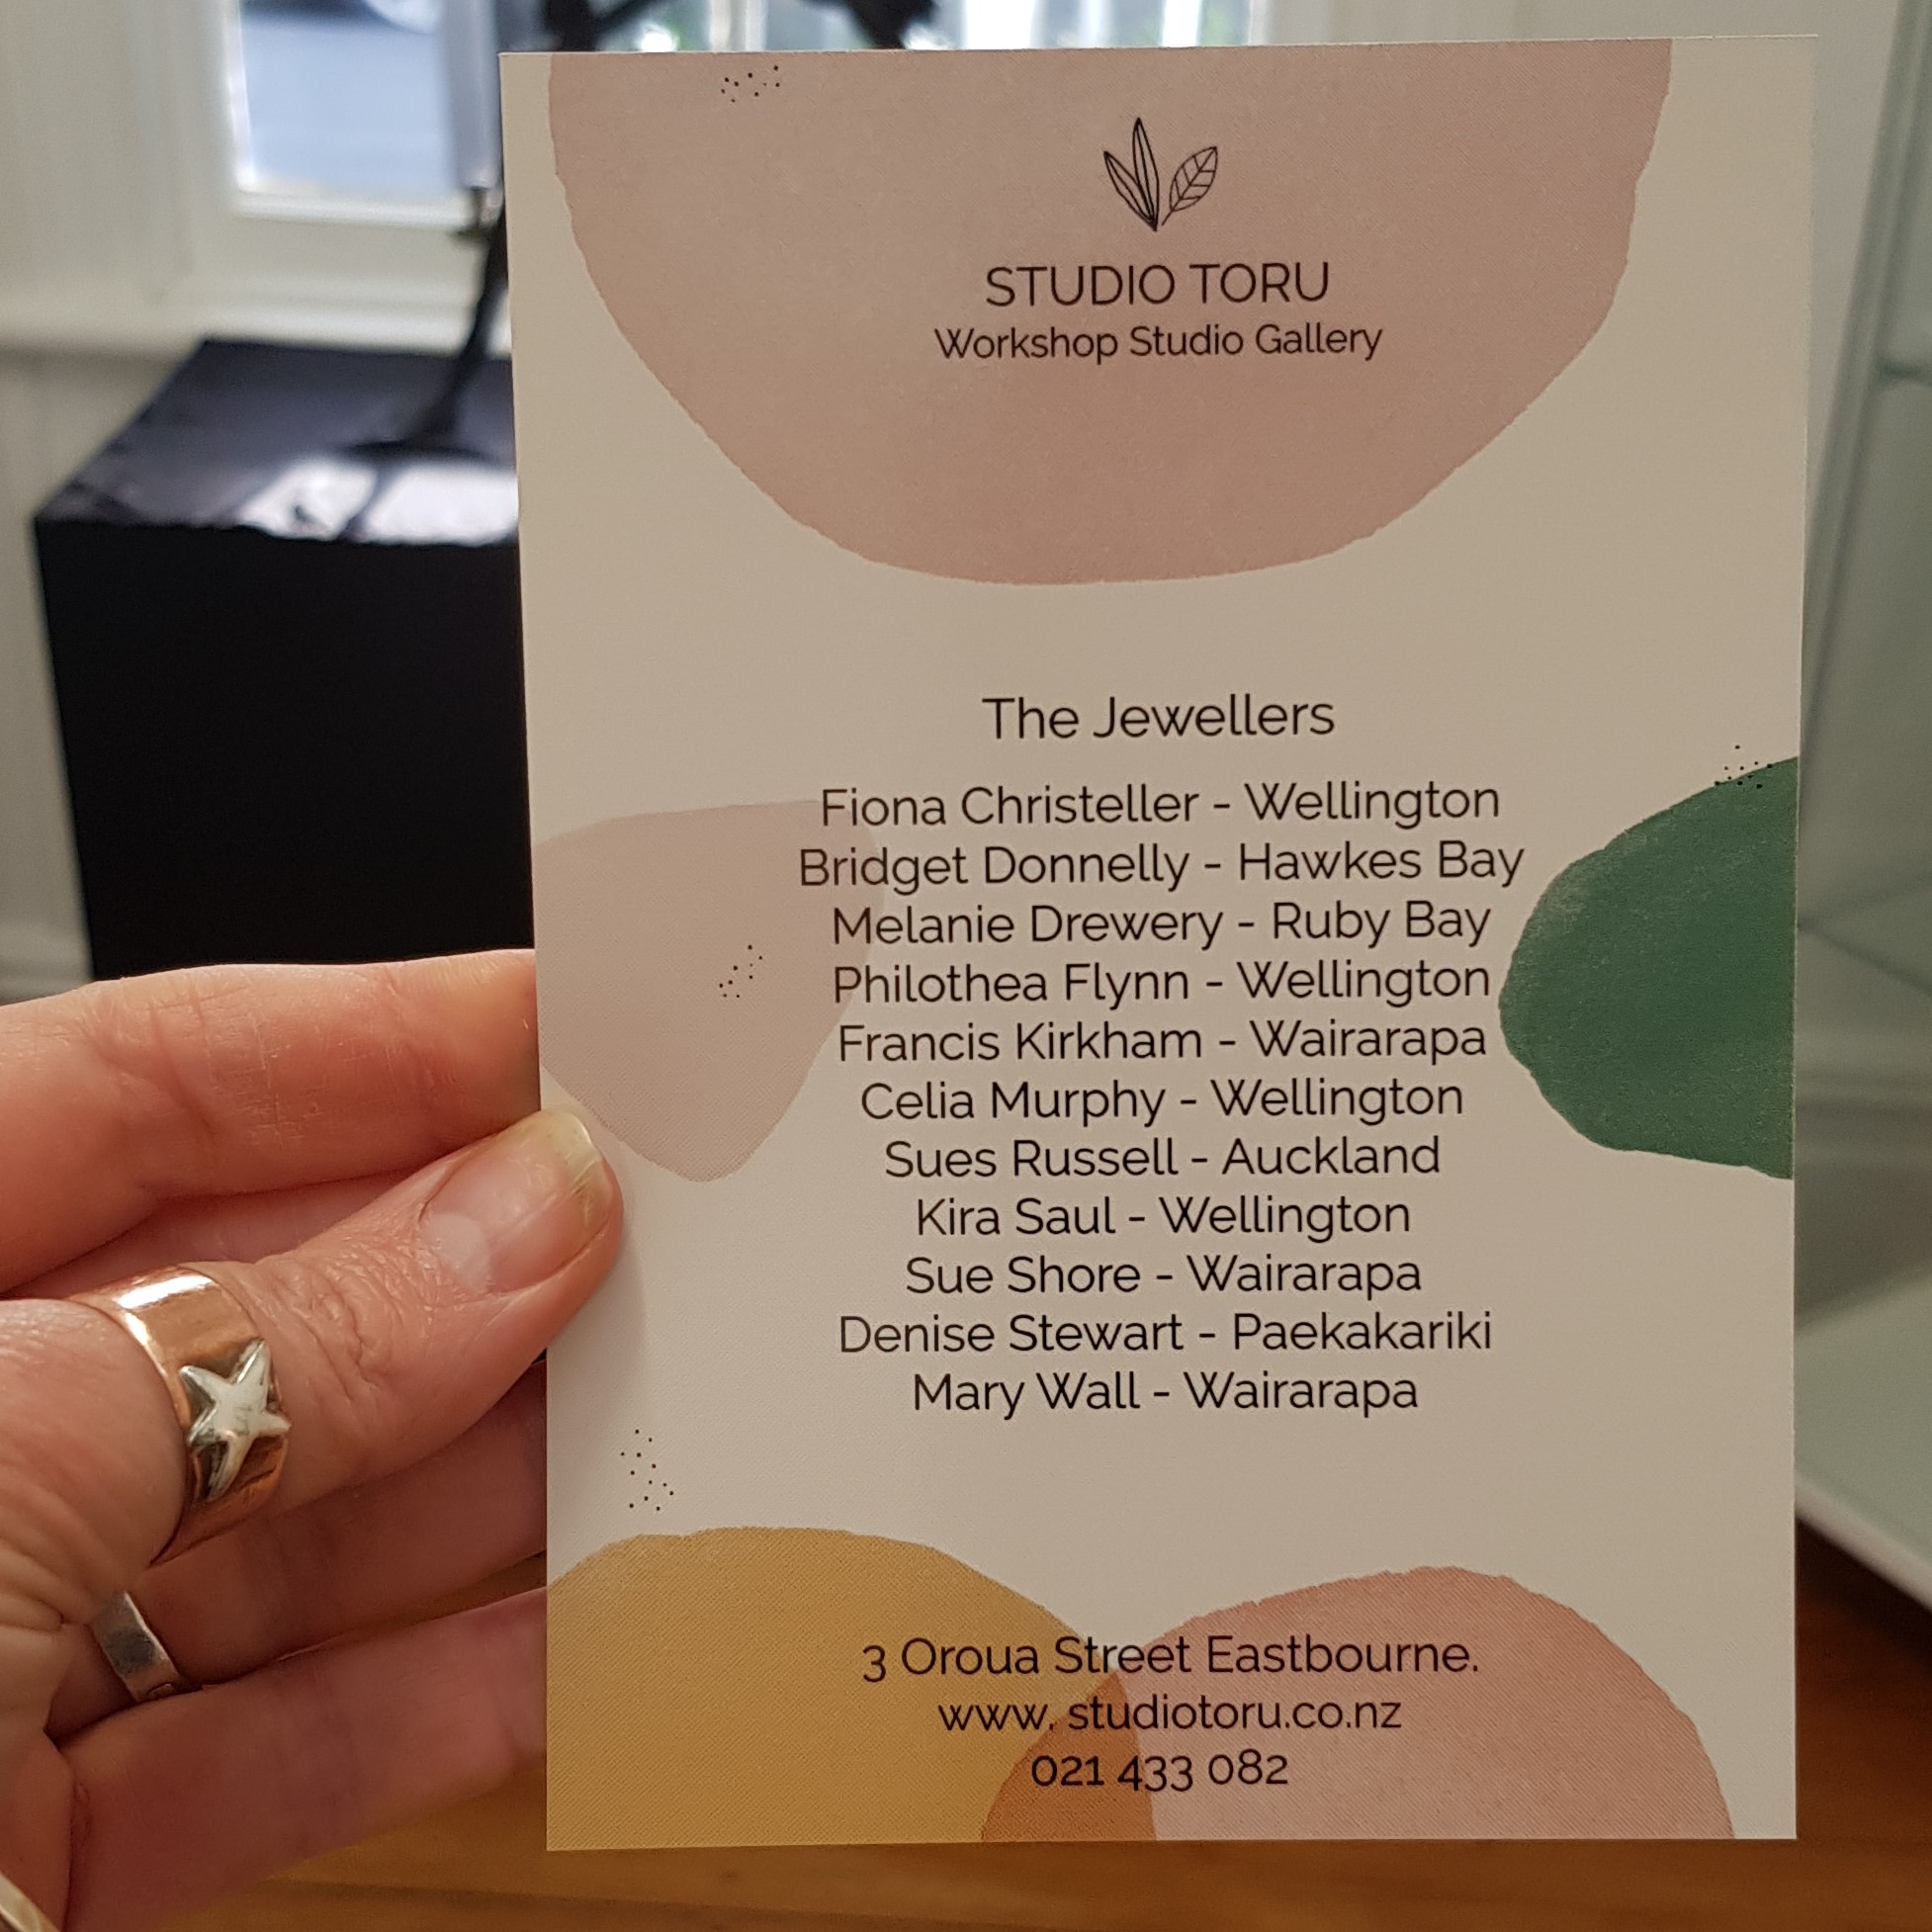 STUDIO TORU
Workshop Studio Gallery
The Jewellers
Fiona Christeller - Wellington
Bridget Donnelly - Hawkes Bay
Melanie Drewery - Ruby Bay
Philothea Flynn - Wellington
Francis Kirkham - Wairarapa
Celia Murphy - Wellington
Sues Russell - Auckland
Kira Saul - Wellington
Sue Shore - Wairarapa
Denise Stewart - Paekakariki
Mary Wall - Wairarapa
3 Oroua Street Eastbourne.
www. studiotoru.co.nz
021 433 082